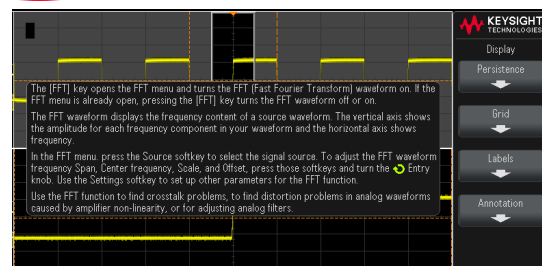 KEYSIGHT
TECHNOLOGIES
Display
Persistence
Grid
Labels
Annotation
The [FFT] key opens the FFT menu and turns the FFT (Fast Fourier Transform) waveform on. If the
FFT menu is already open, pressing the [FFT] key turns the FFT waveform off or on.
The FFT waveform displays the frequency content of a source waveform. The vertical axis shows
the amplitude for each frequency component in your waveform and the horizontal axis shows
frequency.
In the FFT menu, press the Source softkey to select the signal source. To adjust the FFT waveform
frequency Span, Center frequency, Scale, and Offset, press those softkeys and turn the Entry
knob. Use the Settings softkey to set up other parameters for the FFT function.
Use the FFT function to find crosstalk problems, to find distortion problems in analog waveforms
caused by amplifier non-linearity, or for adjusting analog filters.